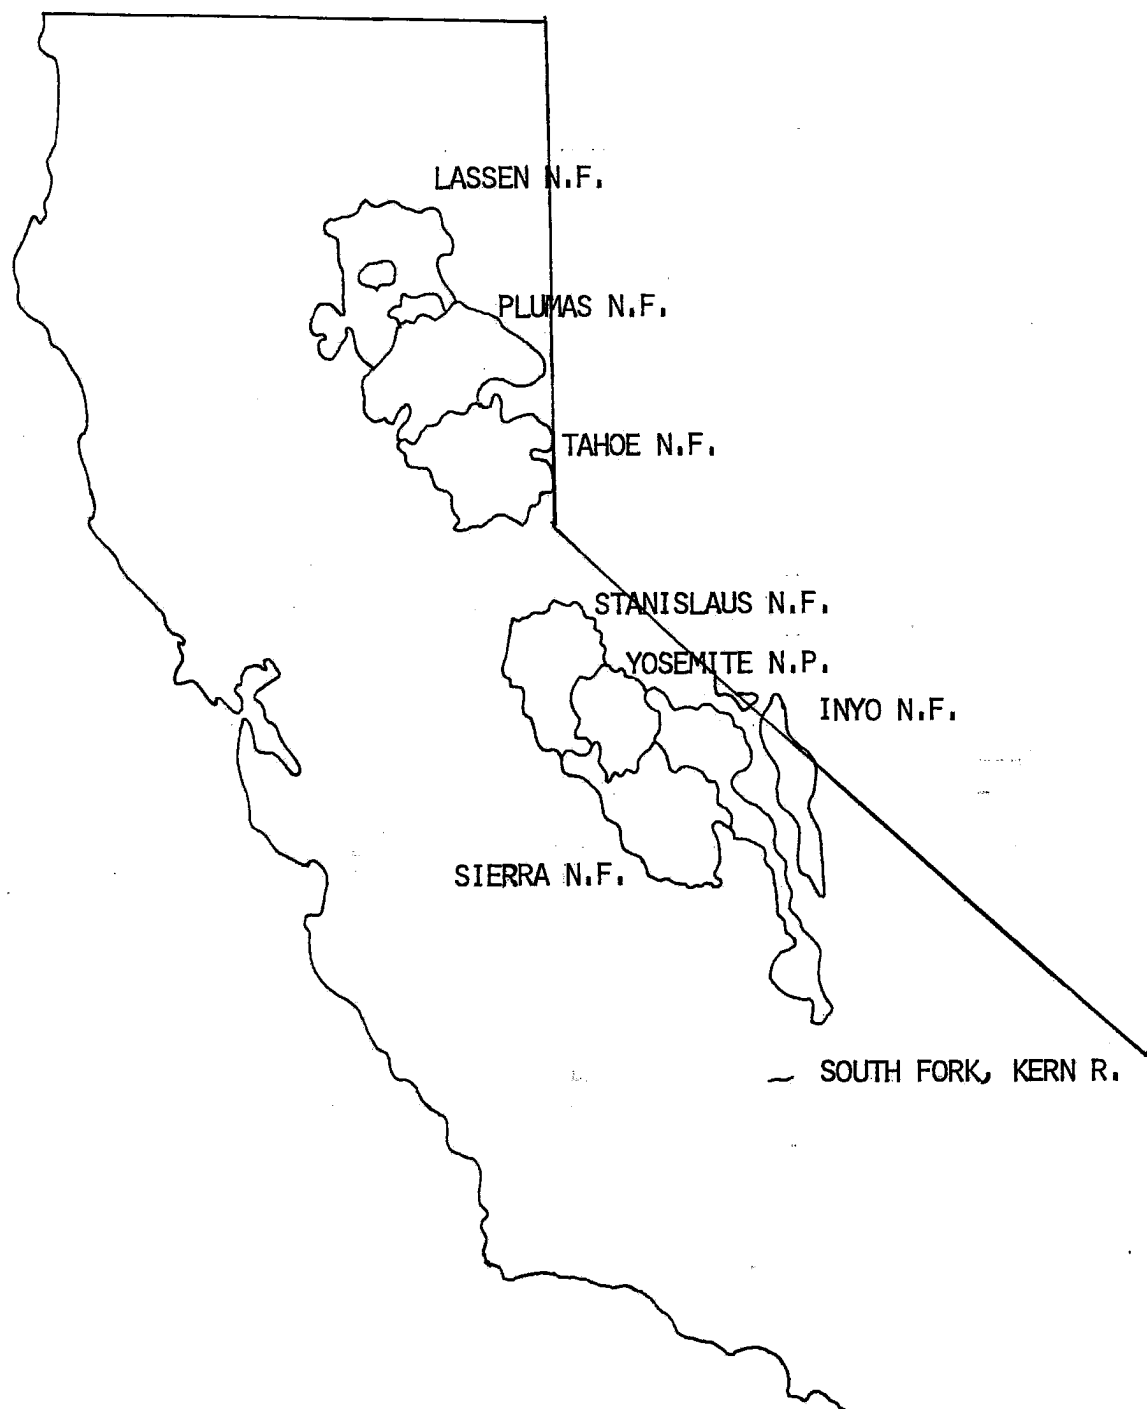 LASSEN N.F.
PLUMAS N.F.
TAHOE N.F.
STANISLAUS N.F.
YOSEMITE N.P.
INYO N.F.
SIERRA N.F.
SOUTH FORK, KERN R.